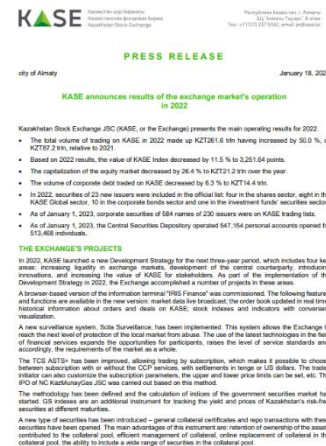 KASE
Қазақстан қор биржасы
Казахстанская фондовая биржа
Kazakhstan Stock Exchange
Республика Казахстан, г. Алматы
PRESS RELEASE
city of Almaty January 18, 202
KASE announces results of the exchange market's operation
in 2022
Kazakhstan Stock Exchange JSC (KASE, or the Exchange) presents the main operating results for 2022.
• The total volume of trading on KASE in 2022 made up KZT261.6 trln having increased by 50.0 %, o
KZT87.2 trln, relative to 2021.
• Based on 2022 results, the value of KASE Index decreased by 11.5 % to 3,251.64 points.
• The capitalization of the equity market decreased by 26.4 % to KZT21.2 trln over the year.
• The volume of corporate debt traded on KASE decreased by 6.3 % to KZT14.4 trln.
• In 2022, securities of 23 new issuers were included in the official list: four in the shares sector, eight in th
KASE Global sector, 10 in the corporate bonds sector and one in the investment funds' securities sector
• As of January 1, 2023, corporate securities of 584 names of 230 issuers were on KASE trading lists.
• As of January 1, 2023, the Central Securities Depository operated 547,154 personal accounts opened fo
513,468 individuals.
THE EXCHANGE'S PROJECTS
In 2022, KASE launched a new Development Strategy for the next three-year period, which includes four key
areas: increasing liquidity in exchange markets, development of the central counterparty, introducin
innovations, and increasing the value of KASE for shareholders. As part of the implementation of th
Development Strategy in 2022, the Exchange accomplished a number of projects in these areas.
A browser-based version of the information terminal "IRIS Finance" was commissioned. The following feature
and functions are available in the new version: market data live broadcast; the order book updated in real time
historical information about orders and deals on KASE; stock indexes and indicators with convenien
visualization.
A new surveillance system, Scila Surveillance, has been implemented. This system allows the Exchange t
reach the next level of protection of the local market from abuse. The use of the latest technologies in the fiel
of financial services expands the opportunities for participants, raises the level of service standards and
accordingly, the requirements of the market as a whole.
The TCS ASTS+ has been improved, allowing trading by subscription, which makes it possible to choos
between subscription with or without the CCP services, with settlements in tenge or US dollars. The trade
initiator can also customize the subscription parameters, the upper and lower price limits can be set, etc. Th
IPO of NC KazMunayGas JSC was carried out based on this method.
The methodology has been defined and the calculation of indices of the government securities market ha
started. GS indexes are an additional instrument for tracking the yield and prices of Kazakhstan's risk-fre
securities at different maturities.
A new type of securities has been introduced – general collateral certificates and repo transactions with thes
securities have been opened. The main advantages of this instrument are: retention of ownership of the asset
contributed to the collateral pool, efficient management of collateral, online replacement of collateral in th
collateral pool, the ability to include a wide range of securities in the collateral pool.